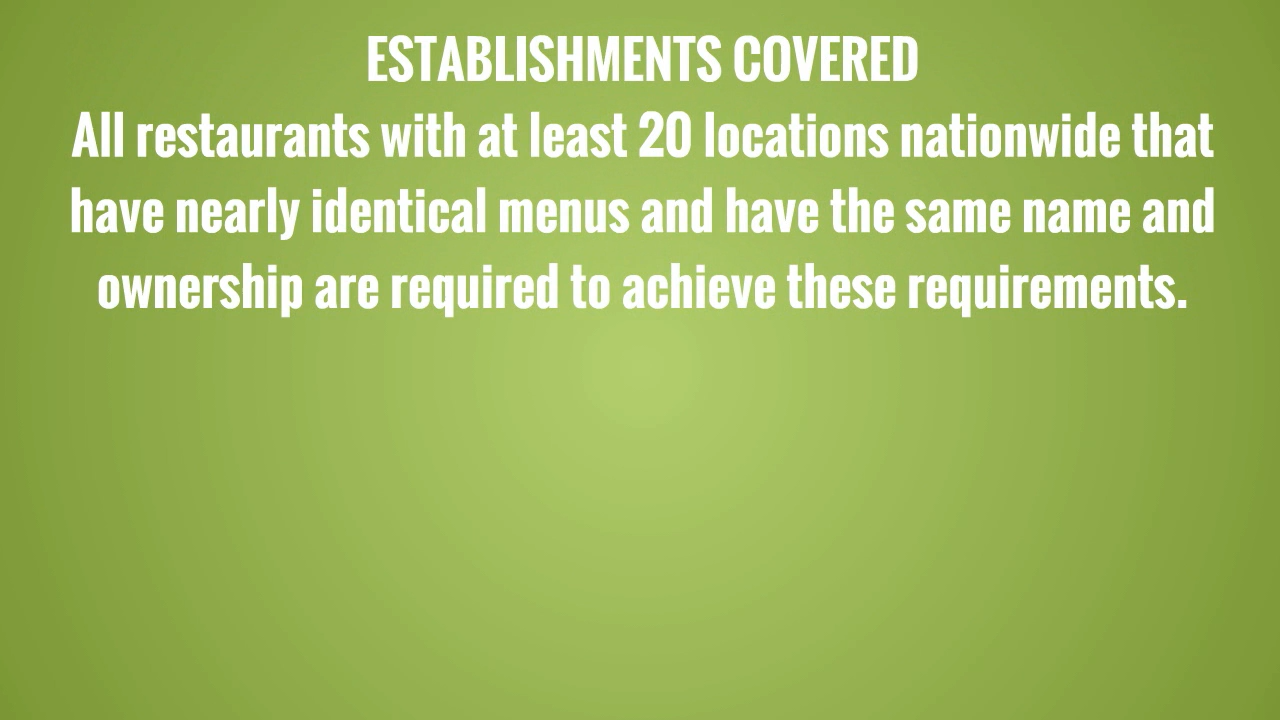 ESTABLISHMENTS COVERED
All restaurants with at least 20 locations nationwide that
have nearly identical menus and have the same name and
ownership are required to achieve these requirements.